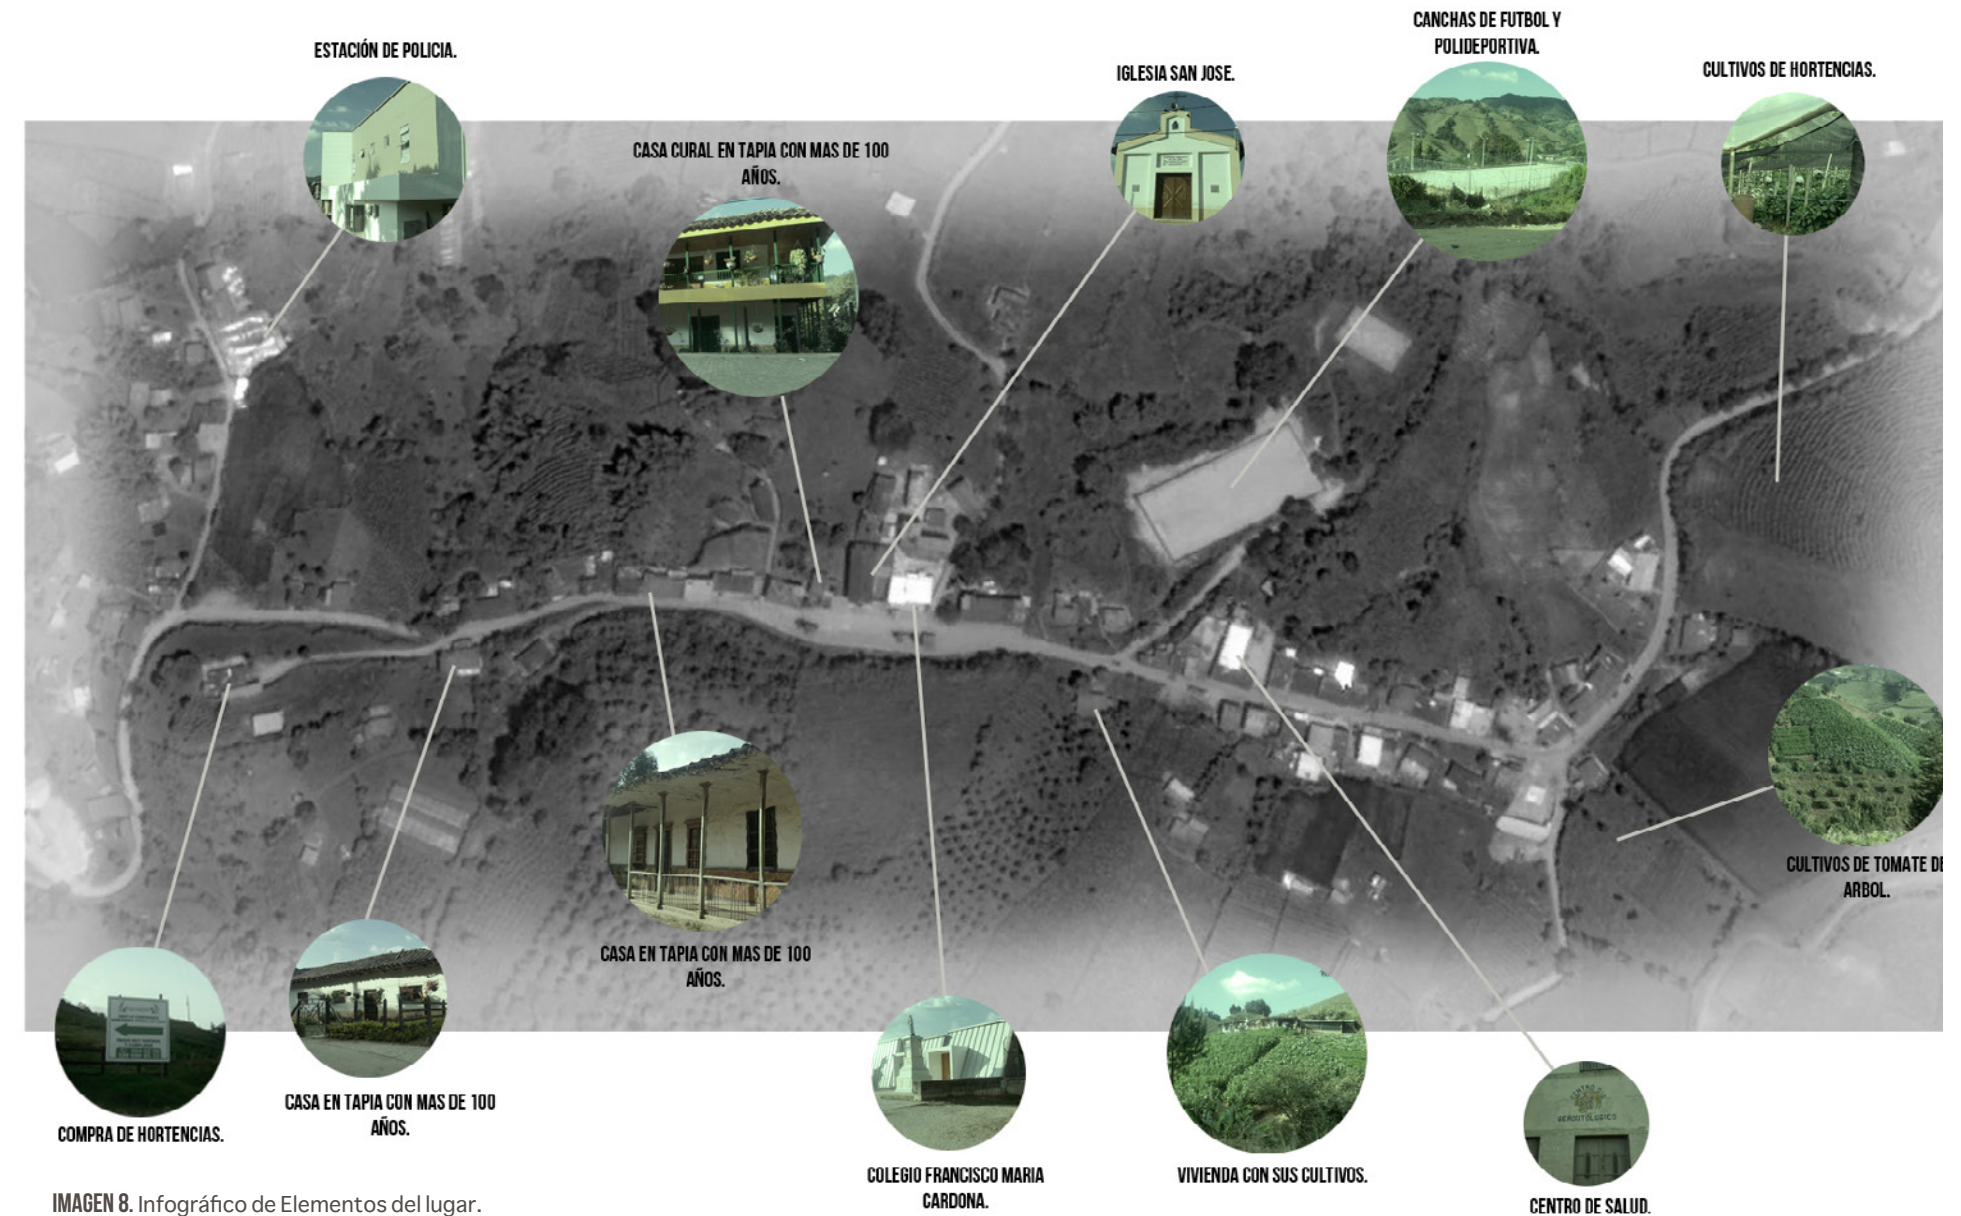 CANCHAS DE FUTBOL Y
POLIDEPORTIVA.
ESTACIÓN DE POLICIA.
IGLESIA SAN JOSE.
CULTIVOS DE HORTENCIAS.
CASA CURAL EN TAPIA CON MAS DE 100
AÑOS.
CULTIVOS DE TOMATE DE
ARBOL.
CASA EN TAPIA CON MAS DE 100
AÑOS.
CASA EN TAPIA CON MAS DE 100
AÑOS.
COMPRA DE HORTENCIAS.
COLEGIO FRANCISCO MARIA
CARDONA.
VIVIENDA CON SUS CULTIVOS.
CENTRO
CENTRO DE SALUD.
IMAGEN 8. Infográfico de Elementos del lugar.